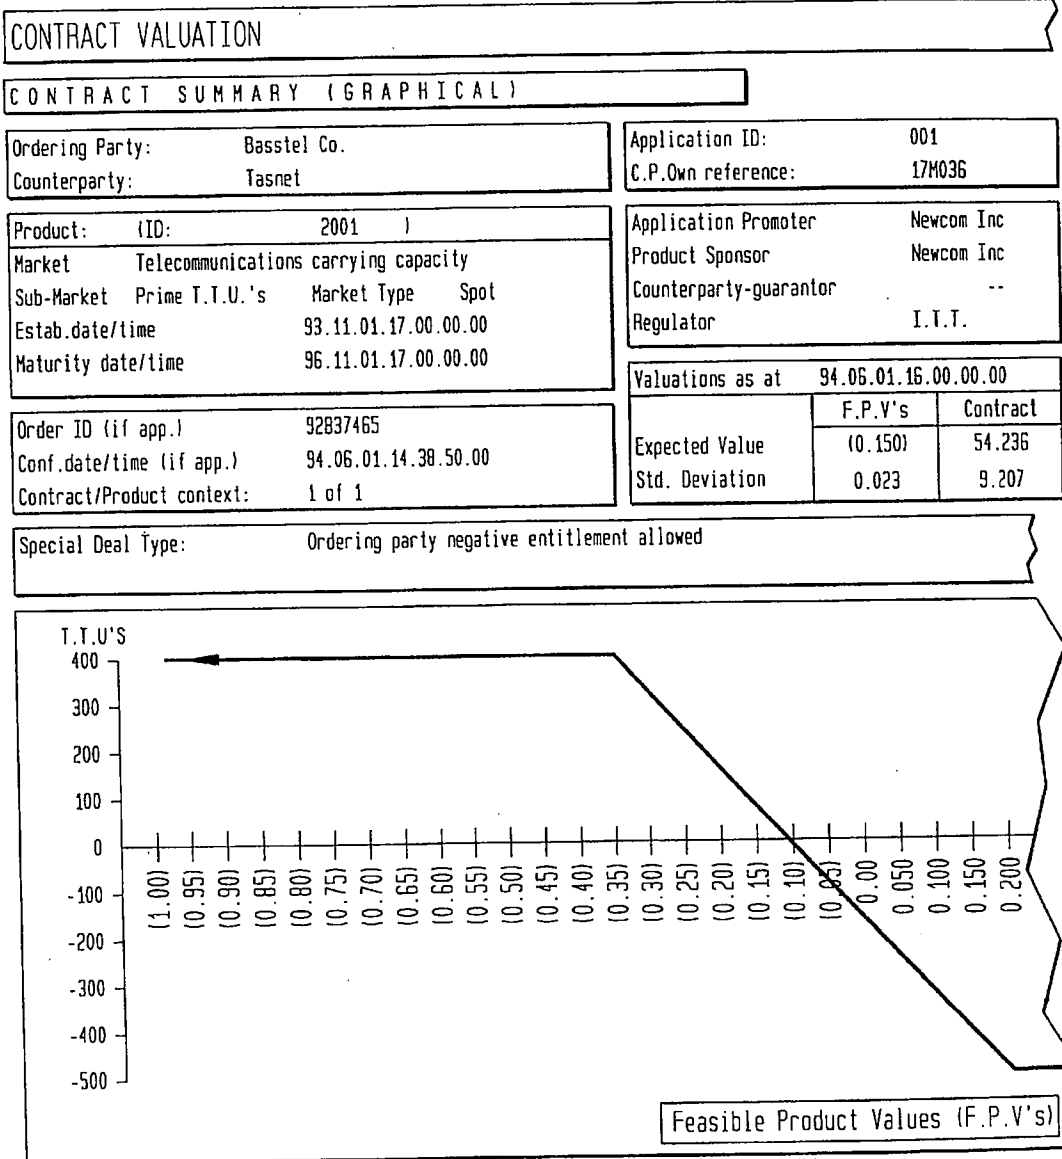 CONTRACT VALUATION
CONTRACT SUMMARY (GRAPHICAL)
Ordering Party: Basstel Co.
Counterparty: Tasnet
Application ID: 001
C.P.Own reference: 17M036
Product: (ID: 2001 )
Market Telecommunications carrying capacity
Sub-Market Prime T.T.U.'s Market Type Spot
Estab.date/time 93.11.01.17.00.00.00
Maturity date/time 96.11.01.17.00.00.00
Application Promoter Newcom Inc
Product Sponsor Newcom Inc
Counterparty-guarantor --
Regulator I.T.T.
Order ID (if app.) 92837465
Conf.date/time (if app.) 94.06.01.14.38.50.00
Contract/Product context: 1 of 1
Valuations as at 94.06.01.16.00.00.00
F.P.V's Contract
Expected Value (0.150) 54.236
Std. Deviation 0.023 9.207
Special Deal Type: Ordering party negative entitlement allowed
T.T.U'S
400
300
200
100
0
-100
-200
-300
-400
-500
(1.00)
(0.95)
(0.90)
(0.85)
(0.80)
(0.75)
(0.70)
(0.65)
(0.60)
(0.55)
(0.50)
(0.45)
(0.40)
(0.35)
(0.30)
(0.25)
(0.20)
(0.15)
(0.10)
(0.05)
0.00
0.050
0.100
0.150
0.200
Feasible Product Values (F.P.V's)